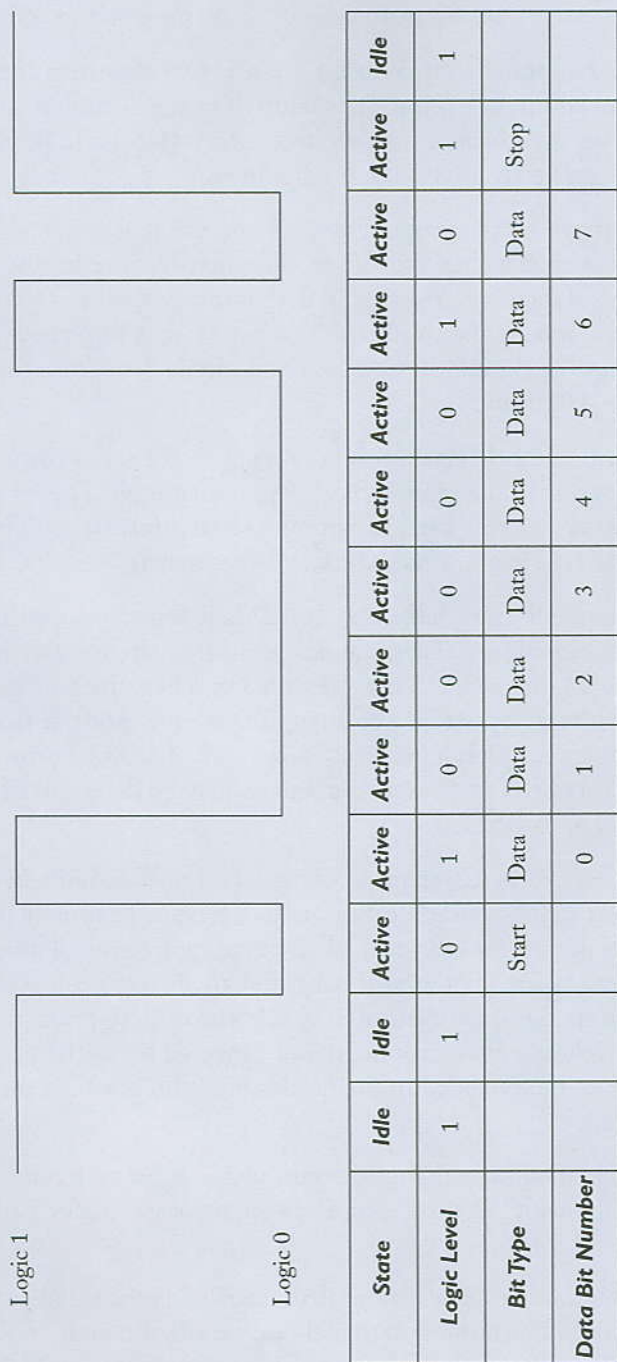 Logic 1
Logic 0
State Idle Idle Active Active Active Active Active Active Active Active Active Active Idle
Logic Level 1 1 0 1 0 0 0 0 0 1 0 1 1
Bit Type Start Data Data Data Data Data Data Data Data Stop
Data Bit Number 0 1 2 3 4 5 6 7